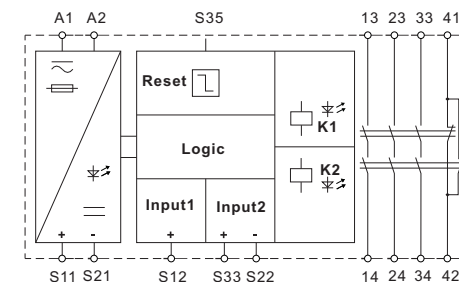 A1 A2 S35 13 23 33 41
Reset
K1
Logic
K2
Input1 Input2
+ - + + -
S11 S21 S12 S33 S22 14 24 34 42